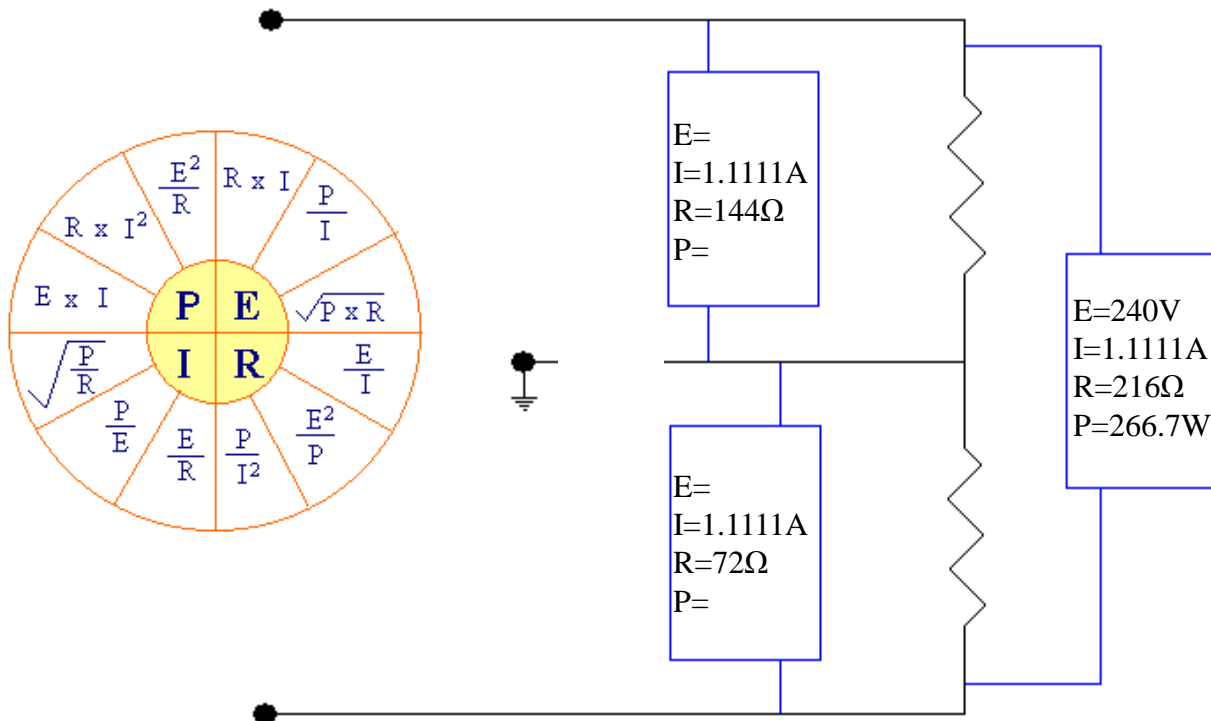 E²/R
R x I
P/I
R x I²
E x I
√P x R
P E
I R
√P/R
E/I
P/E
E/R
P/I²
E²/P
E=
I=1.1111A
R=144Ω
P=
E=240V
I=1.1111A
R=216Ω
P=266.7W
E=
I=1.1111A
R=72Ω
P=